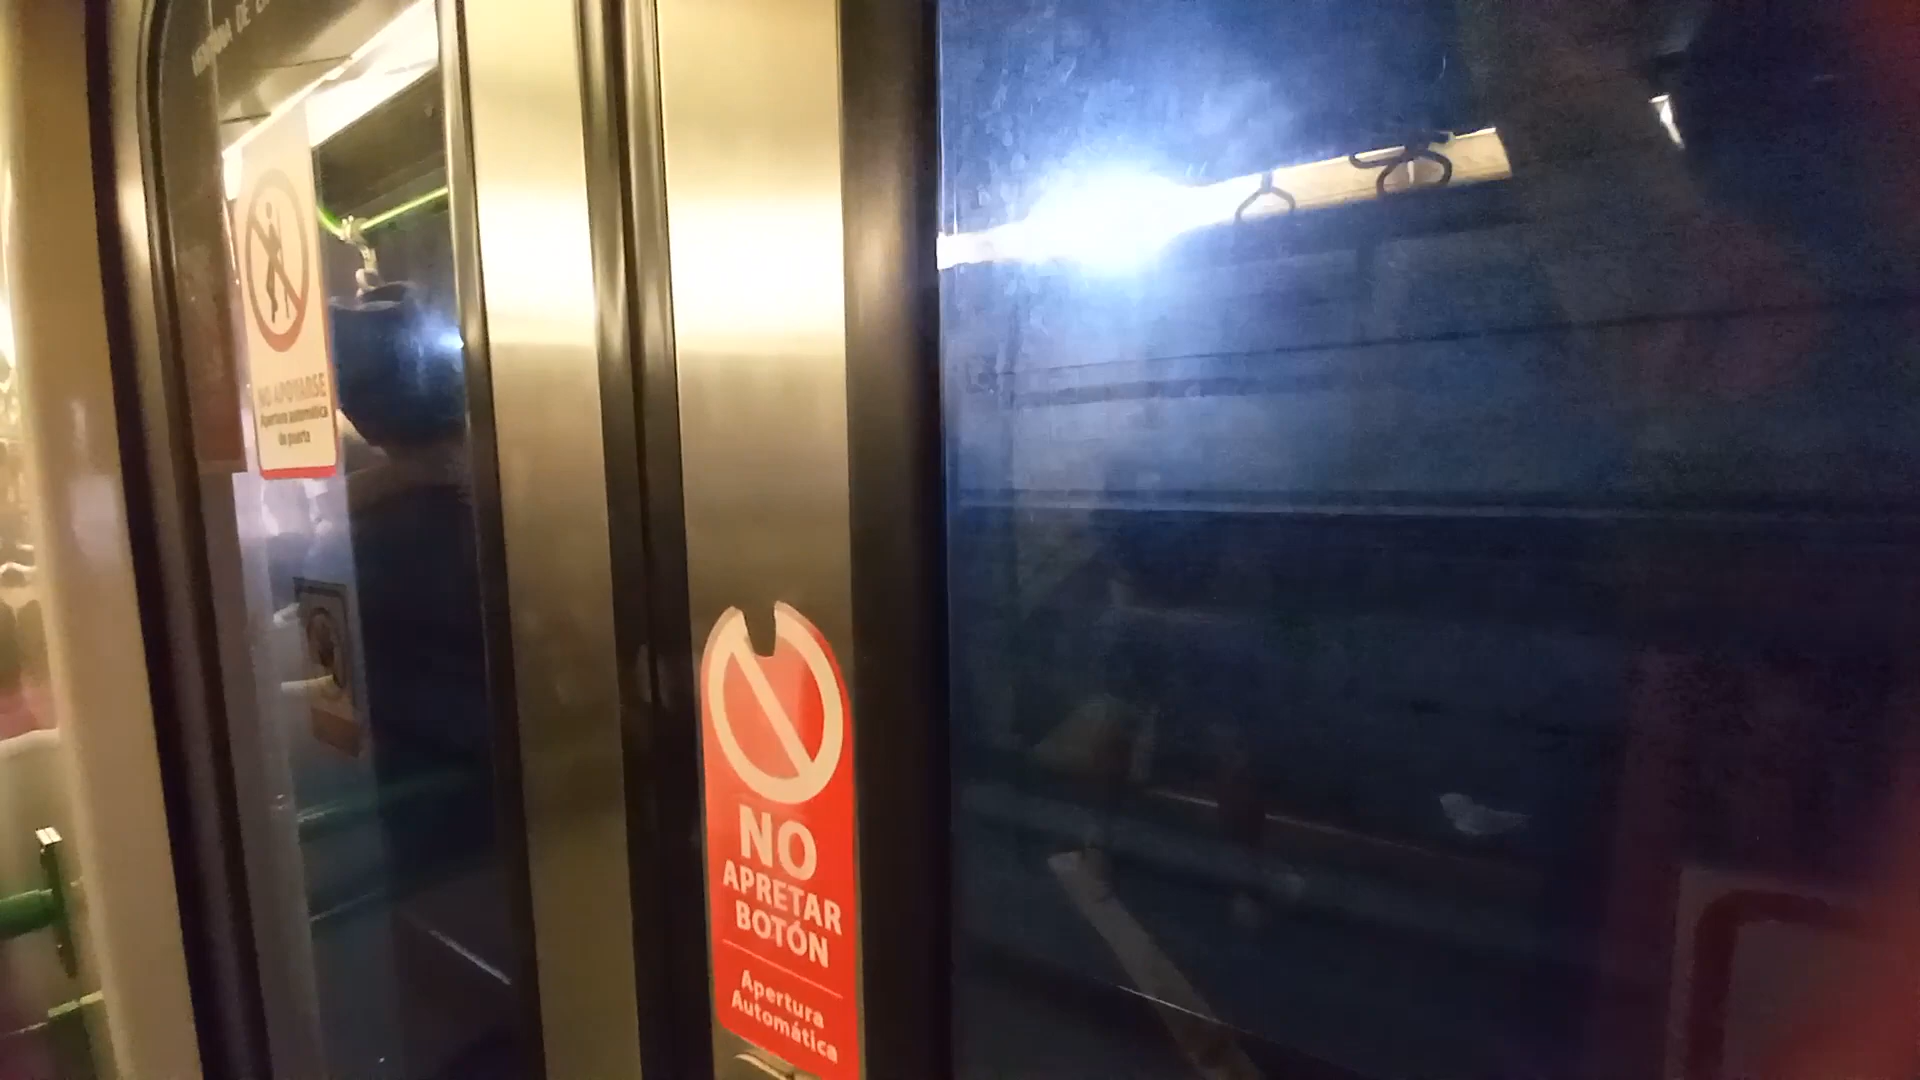 NO APOYARSE
Apertura automática
de puerta
NO
APRETAR
BOTÓN
Apertura
Automática